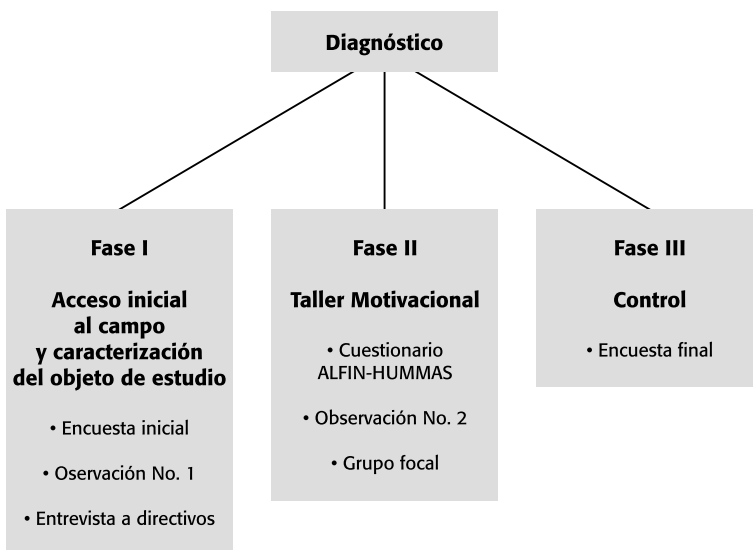 Diagnóstico
Fase I
Acceso inicial
al campo
y caracterización
del objeto de estudio
• Encuesta inicial
• Oservación No. 1
• Entrevista a directivos
Fase II
Taller Motivacional
• Cuestionario
ALFIN-HUMMAS
• Observación No. 2
• Grupo focal
Fase III
Control
• Encuesta final